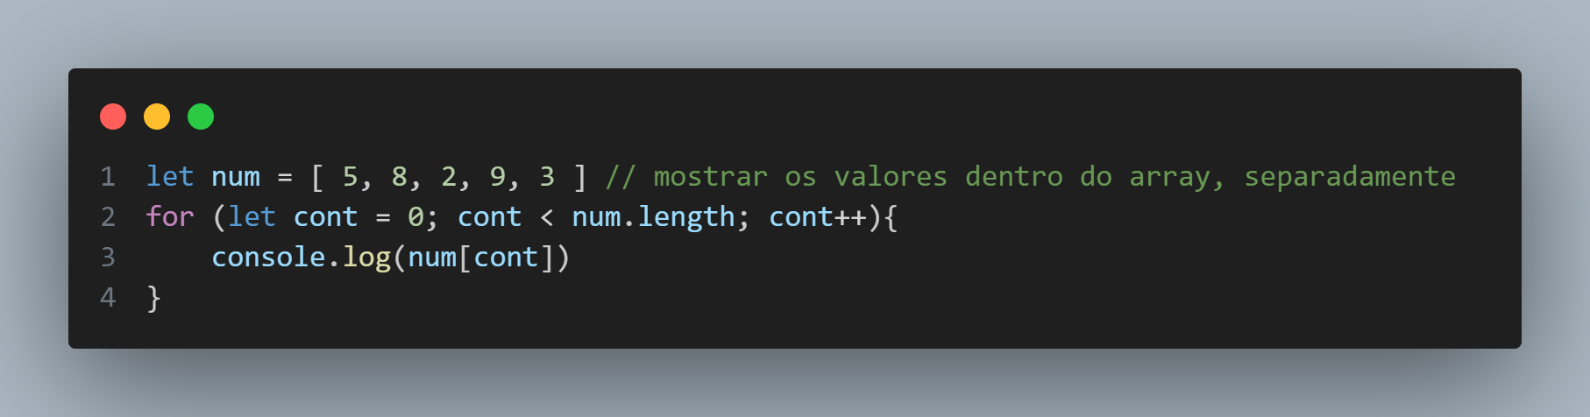 1 let num = [ 5, 8, 2, 9, 3 ] // mostrar os valores dentro do array, separadamente
2 for (let cont = 0; cont < num.length; cont++){
3     console.log(num[cont])
4 }